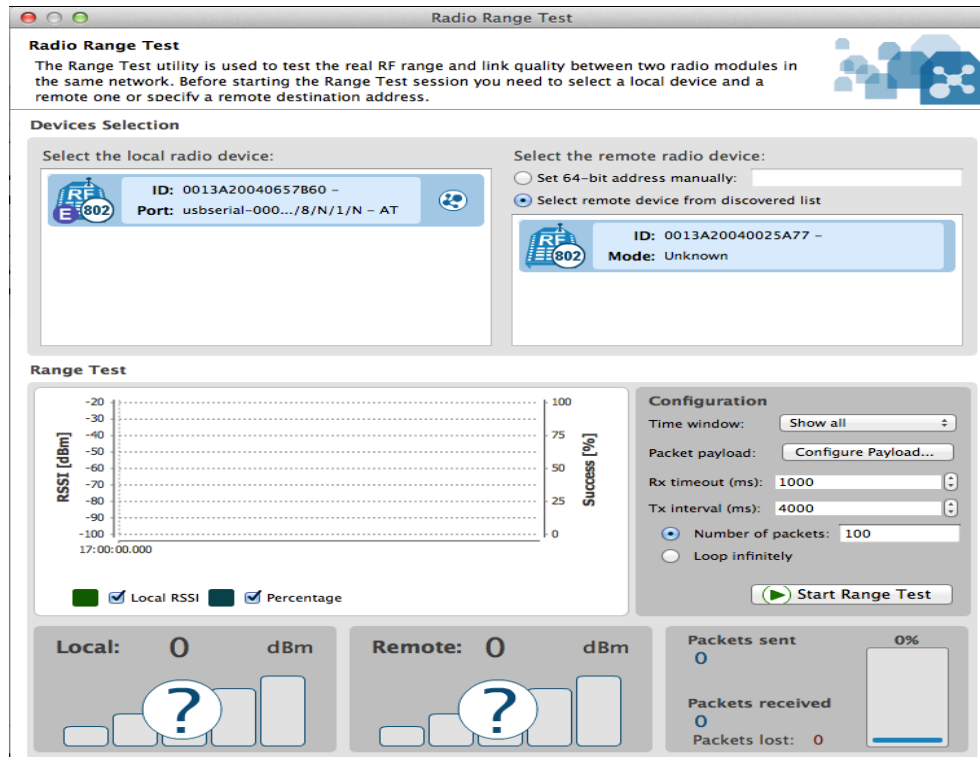 Radio Range Test
Radio Range Test
The Range Test utility is used to test the real RF range and link quality between two radio modules in
the same network. Before starting the Range Test session you need to select a local device and a
remote one or specify a remote destination address.
Devices Selection
Select the local radio device:
RF
E 802
ID: 0013A20040657B60 –
Port: usbserial-000.../8/N/1/N – AT
Select the remote radio device:
Set 64-bit address manually:
Select remote device from discovered list
RF
802
ID: 0013A20040025A77 –
Mode: Unknown
Range Test
RSSI [dBm]
-20
-30
-40
-50
-60
-70
-80
-90
-100
17:00:00.000
100
75
50
25
0
Success [%]
Local RSSI
Percentage
Configuration
Time window: Show all
Packet payload: Configure Payload...
Rx timeout (ms): 1000
Tx interval (ms): 4000
Number of packets: 100
Loop infinitely
Start Range Test
Local: 0 dBm
?
Remote: 0 dBm
?
Packets sent
0
Packets received
0
Packets lost: 0
0%